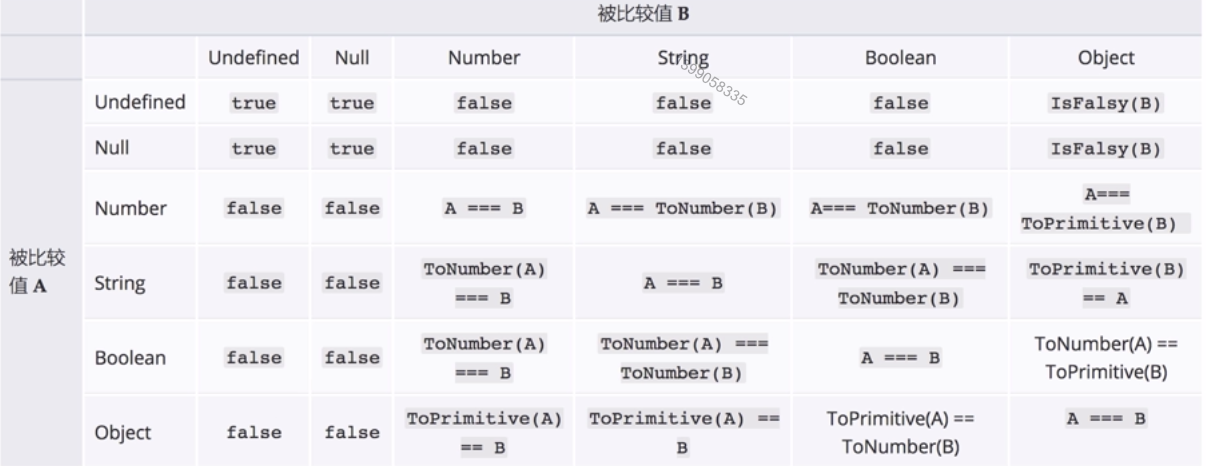 被比较值 B
Undefined Null Number String Boolean Object
7399058335
Undefined true true false false false IsFalsy(B)
Null true true false false false IsFalsy(B)
Number false false A === B A === ToNumber(B) A=== ToNumber(B) A===
ToPrimitive(B)
被比较
值 A
String false false ToNumber(A)
=== B A === B ToNumber(A) ===
ToNumber(B) ToPrimitive(B)
== A
Boolean false false ToNumber(A)
=== B ToNumber(A) ===
ToNumber(B) A === B ToNumber(A) ==
ToPrimitive(B)
Object false false ToPrimitive(A)
== B ToPrimitive(A) ==
B ToPrimitive(A) ==
ToNumber(B) A === B